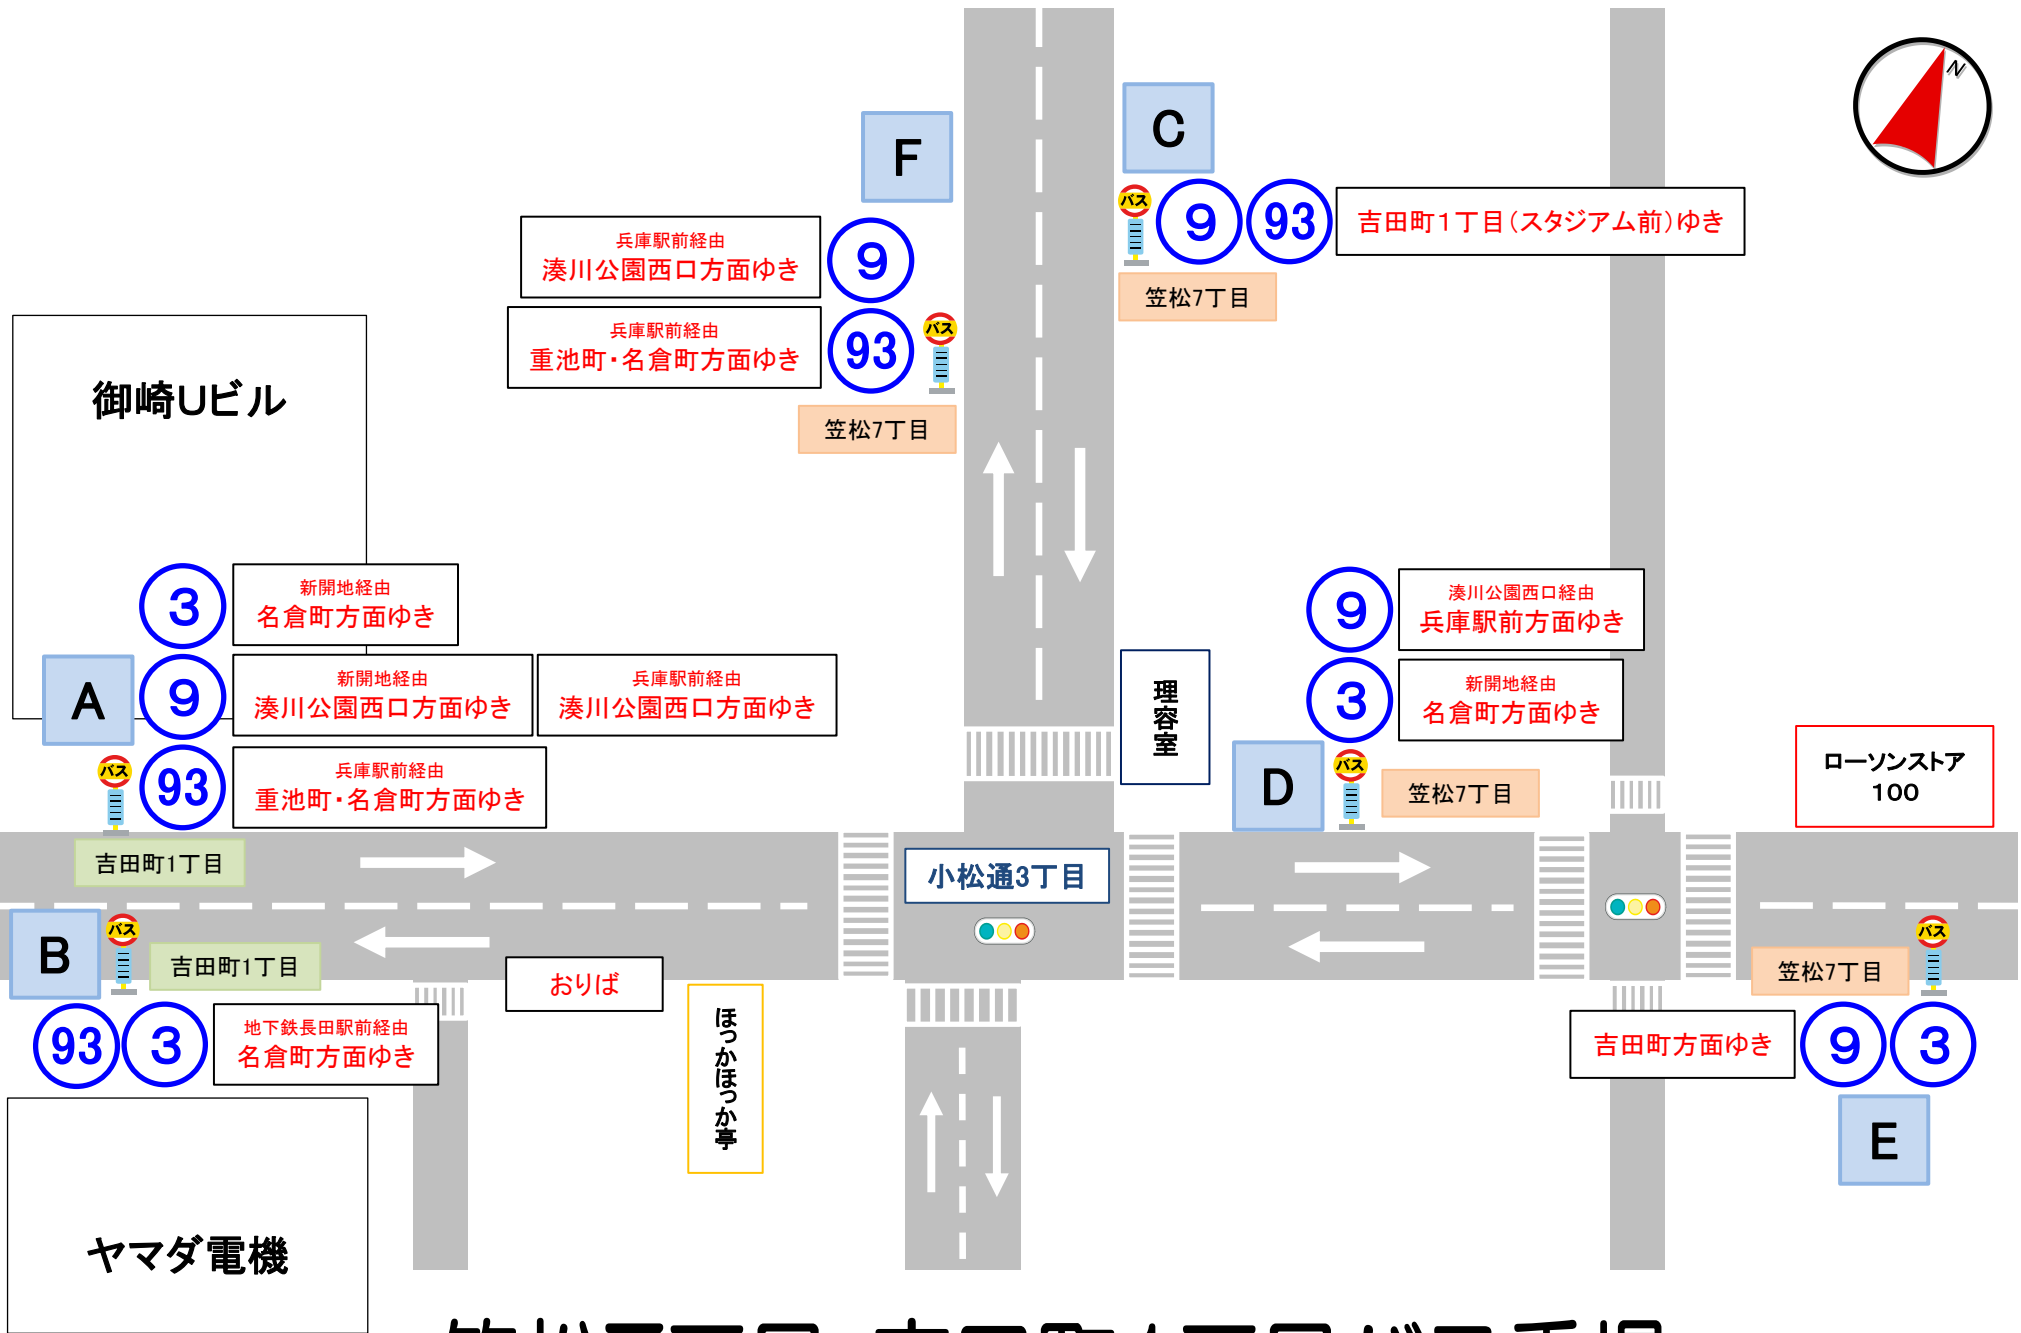 N
C
バス
9
93
吉田町1丁目(スタジアム前)ゆき
笠松7丁目
F
兵庫駅前経由
湊川公園西口方面ゆき
9
兵庫駅前経由
重池町・名倉町方面ゆき
93
バス
笠松7丁目
御崎Uビル
3
新開地経由
名倉町方面ゆき
A
9
新開地経由
湊川公園西口方面ゆき
兵庫駅前経由
湊川公園西口方面ゆき
バス
93
兵庫駅前経由
重池町・名倉町方面ゆき
吉田町1丁目
理容室
9
湊川公園西口経由
兵庫駅前方面ゆき
3
新開地経由
名倉町方面ゆき
D
バス
笠松7丁目
ローソンストア
100
小松通3丁目
B
バス
吉田町1丁目
93
3
地下鉄長田駅前経由
名倉町方面ゆき
おりば
ほっかほっか亭
バス
笠松7丁目
吉田町方面ゆき
9
3
E
ヤマダ電機